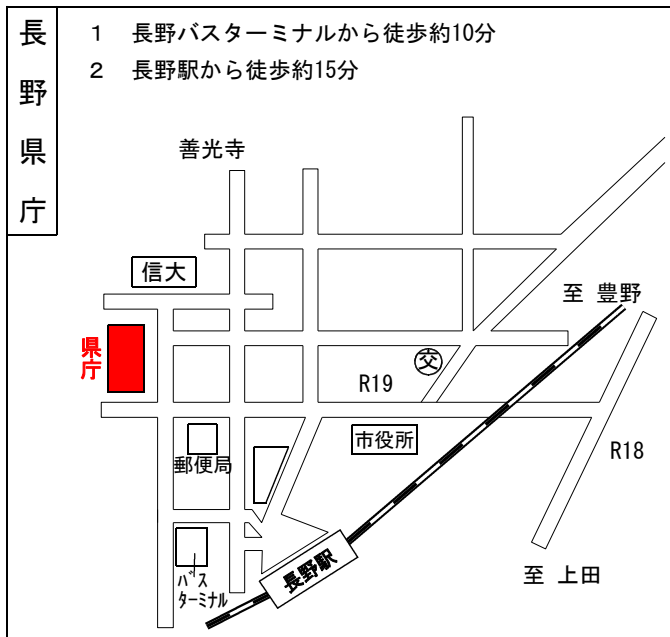 長野県庁
1 長野バスターミナルから徒歩約10分
2 長野駅から徒歩約15分
善光寺
信大
至 豊野
県庁
交
R19
市役所
郵便局
R18
長野駅
バス
ターミナル
至 上田